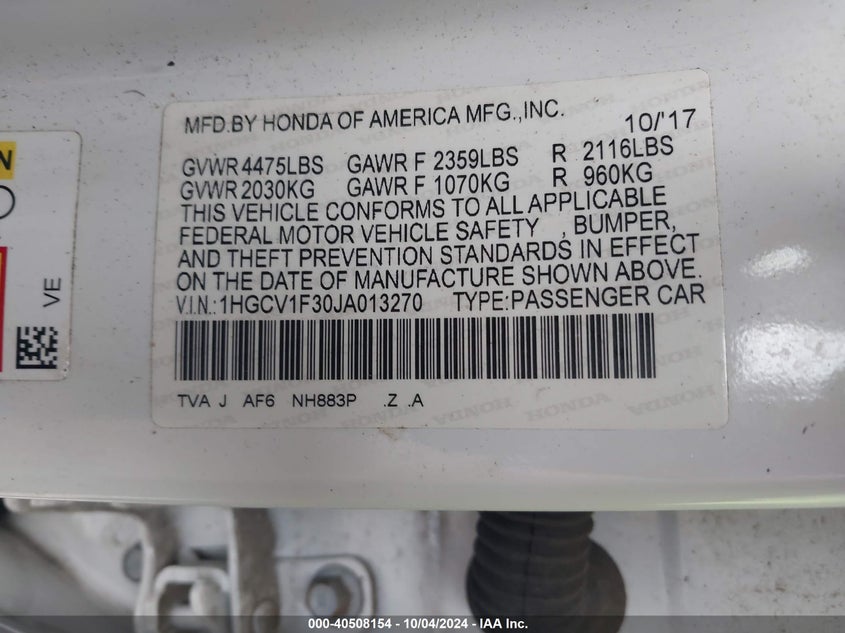 MFD.BY HONDA OF AMERICA MFG.,INC. 10/'17
GVWR 4475LBS GAWR F 2359LBS R 2116LBS
GVWR 2030KG GAWR F 1070KG R 960KG
THIS VEHICLE CONFORMS TO ALL APPLICABLE
FEDERAL MOTOR VEHICLE SAFETY , BUMPER,
AND THEFT PREVENTION STANDARDS IN EFFECT
ON THE DATE OF MANUFACTURE SHOWN ABOVE.
V.I.N.:1HGCV1F30JA013270 TYPE:PASSENGER CAR
TVA J AF6 NH883P .Z .A
VE
000-40508154 - 10/04/2024 - IAA Inc.